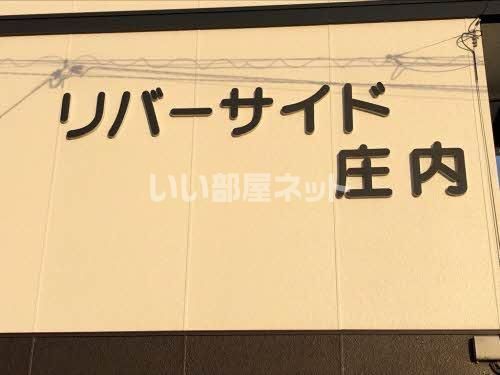 リバーサイド
庄内
いい部屋ネット